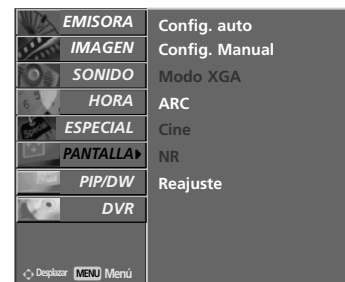 EMISORA
IMAGEN
SONIDO
HORA
ESPECIAL
PANTALLA
PIP/DW
DVR
Config. auto
Config. Manual
Modo XGA
ARC
Cine
NR
Reajuste
Desplazar MENU Menú